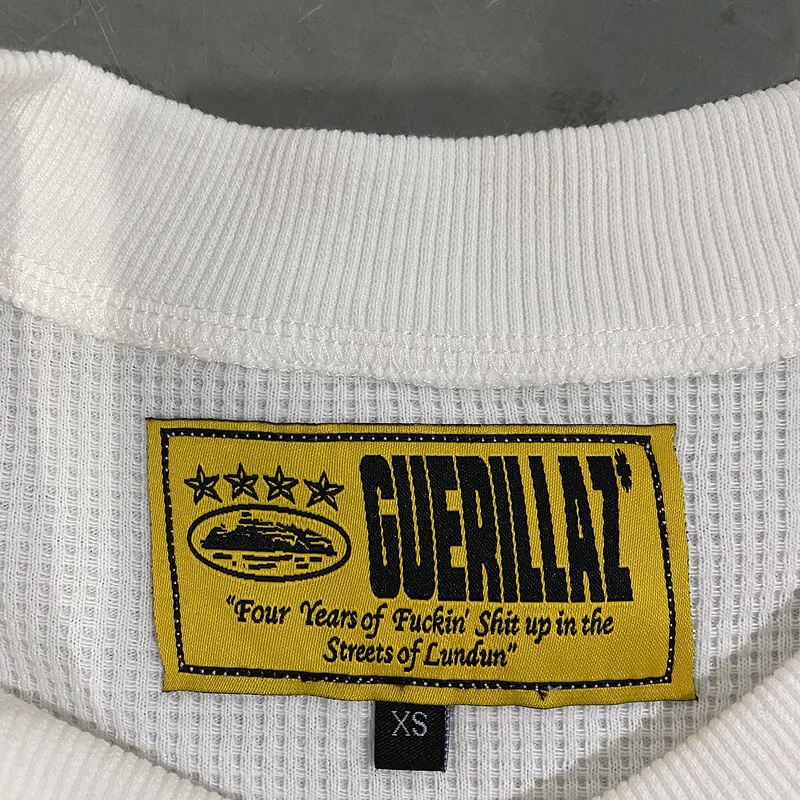 GUERILLAZ*
"Four Years of Fuckin' Shit up in the
Streets of Lundun"
XS